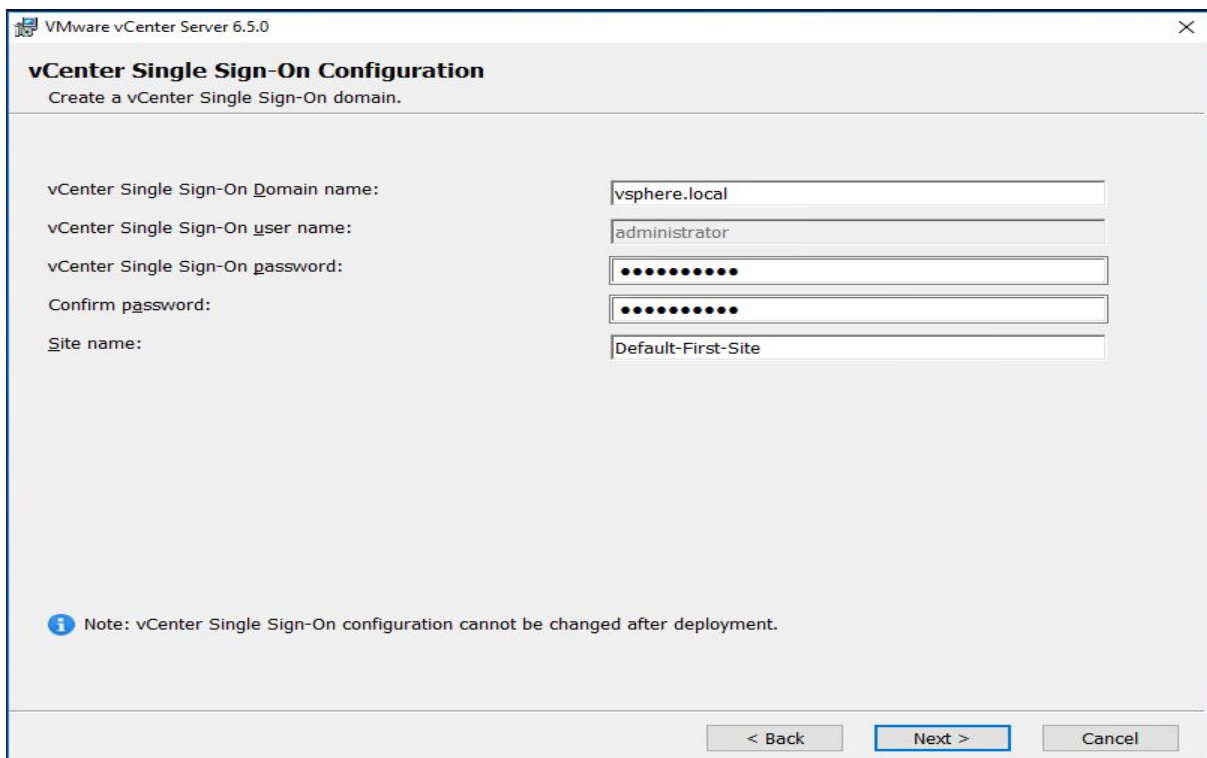 VMware vCenter Server 6.5.0
vCenter Single Sign-On Configuration
Create a vCenter Single Sign-On domain.
vCenter Single Sign-On Domain name: vsphere.local
vCenter Single Sign-On user name: administrator
vCenter Single Sign-On password: ●●●●●●●●●●
Confirm password: ●●●●●●●●●●
Site name: Default-First-Site
Note: vCenter Single Sign-On configuration cannot be changed after deployment.
< Back Next > Cancel